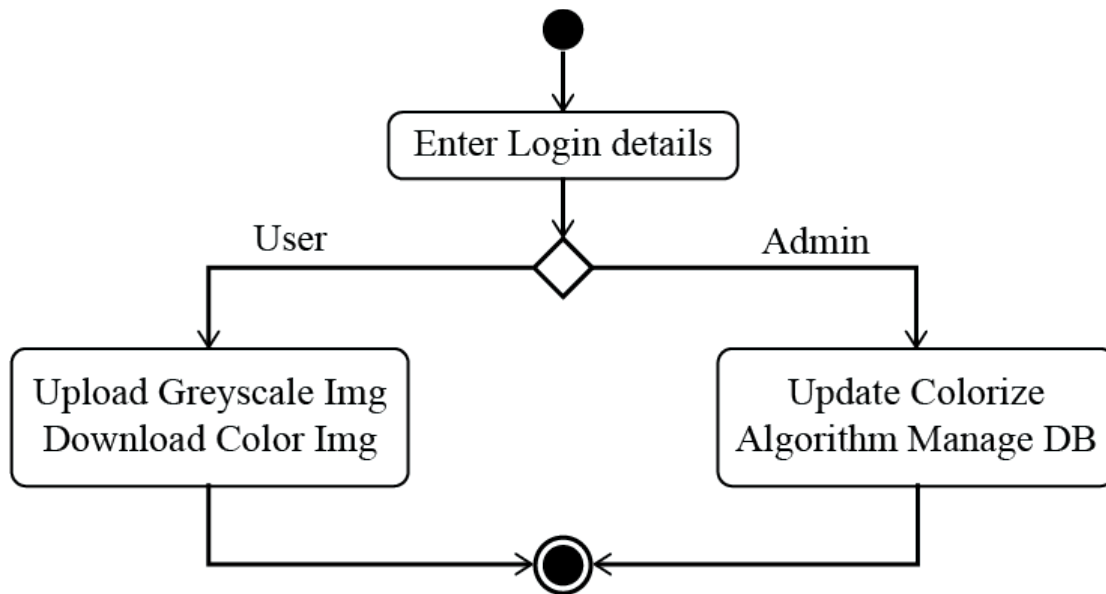 Enter Login details
User
Admin
Upload Greyscale Img
Download Color Img
Update Colorize
Algorithm Manage DB